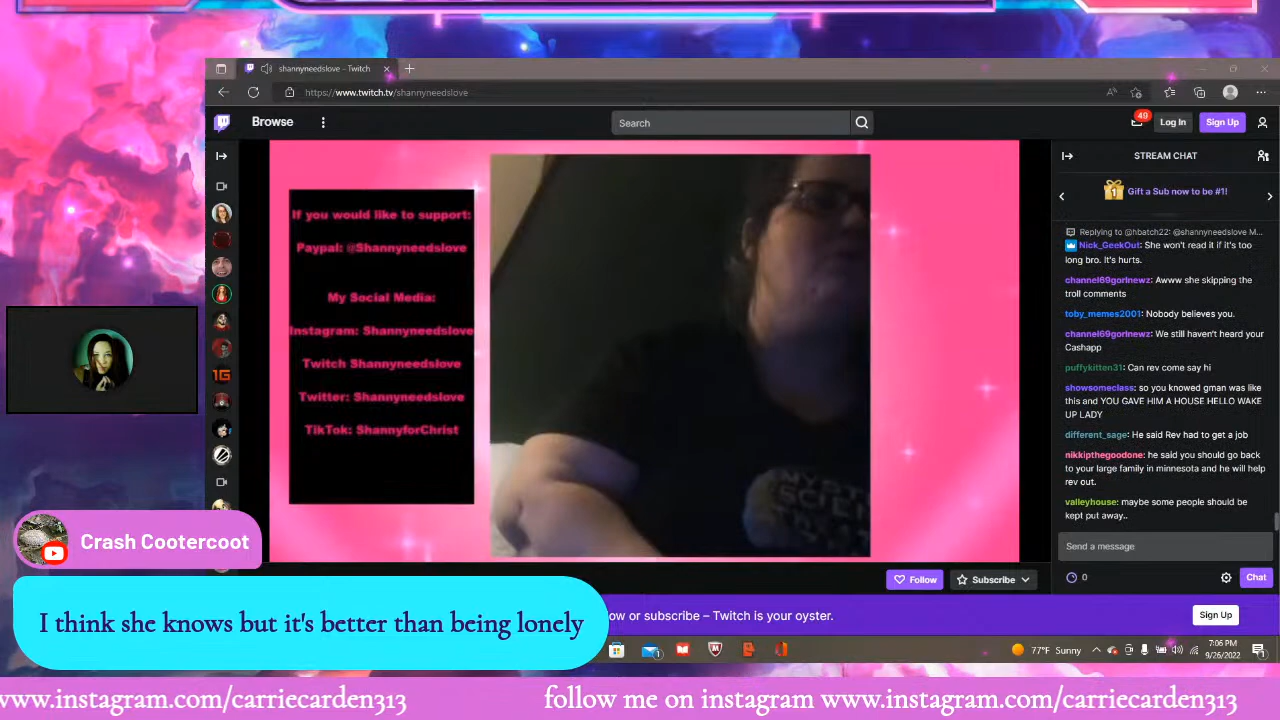 shannyneedslove – Twitch
https://www.twitch.tv/shannyneedslove
Browse
Search
49
Log In
Sign Up
If you would like to support:
Paypal: @Shannyneedslove
My Social Media:
Instagram: Shannyneedslove
Twitch Shannyneedslove
Twitter: Shannyneedslove
TikTok: ShannyforChrist
STREAM CHAT
1
Gift a Sub now to be #1!
Replying to @hbatch22: @shannyneedslove M...
Nick_GeekOut: She won't read it if it's too
long bro. It's hurts.
channel69gorlnewz: Awww she skipping the
troll comments
toby_memes2001: Nobody believes you.
channel69gorlnewz: We still haven't heard your
Cashapp
puffykitten31: Can rev come say hi
showsomeclass: so you knowed gman was like
this and YOU GAVE HIM A HOUSE HELLO WAKE
UP LADY
different_sage: He said Rev had to get a job
nikkipthegoodone: he said you should go back
to your large family in minnesota and he will help
rev out.
valleyhouse: maybe some people should be
kept put away..
Send a message
0
Chat
Follow
Subscribe
ow or subscribe – Twitch is your oyster.
Sign Up
Crash Cootercoot
I think she knows but it's better than being lonely
77°F Sunny
7:06 PM
9/26/2022
www.instagram.com/carriecarden313
follow me on instagram www.instagram.com/carriecarden313